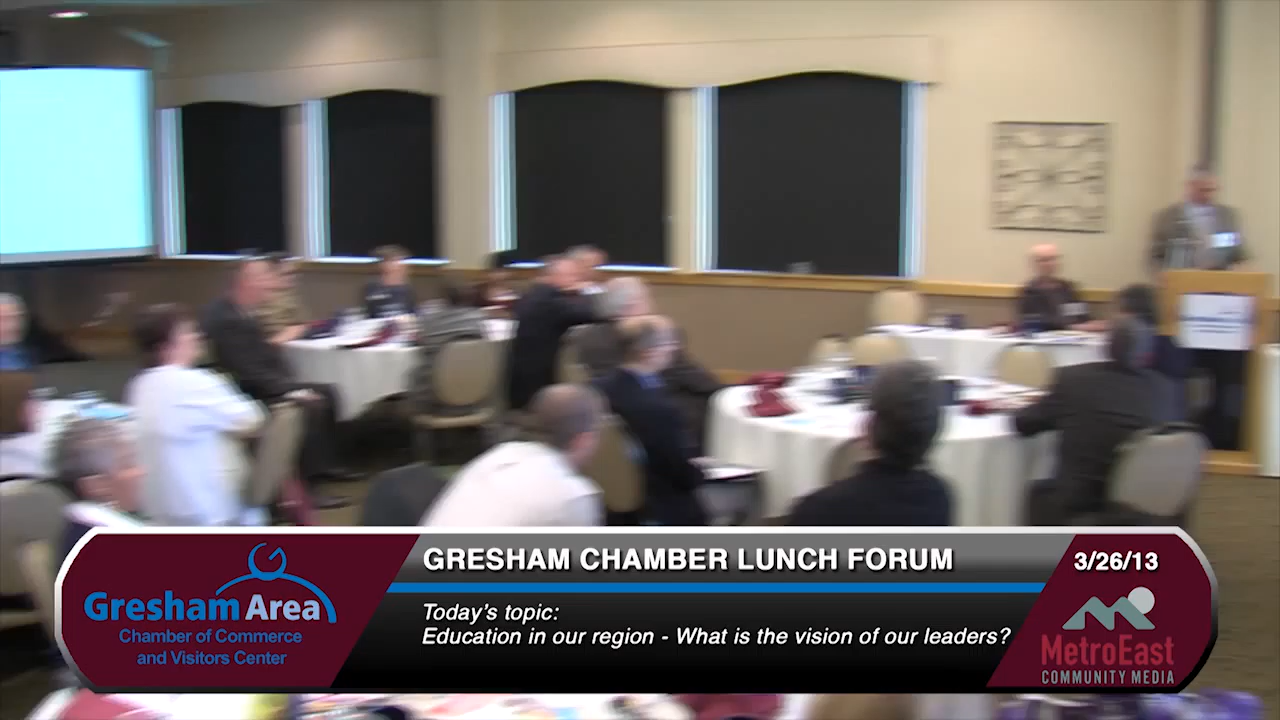 GRESHAM CHAMBER LUNCH FORUM
3/26/13
Gresham Area
Chamber of Commerce
and Visitors Center
Today's topic:
Education in our region - What is the vision of our leaders?
MetroEast
COMMUNITY MEDIA